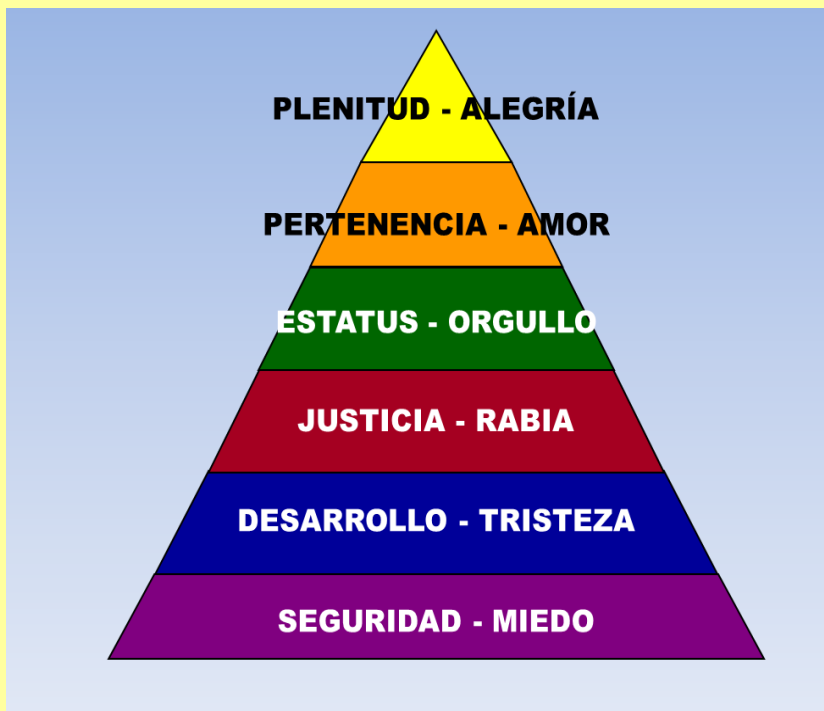 PLENITUD - ALEGRÍA
PERTENENCIA - AMOR
ESTATUS - ORGULLO
JUSTICIA - RABIA
DESARROLLO - TRISTEZA
SEGURIDAD - MIEDO